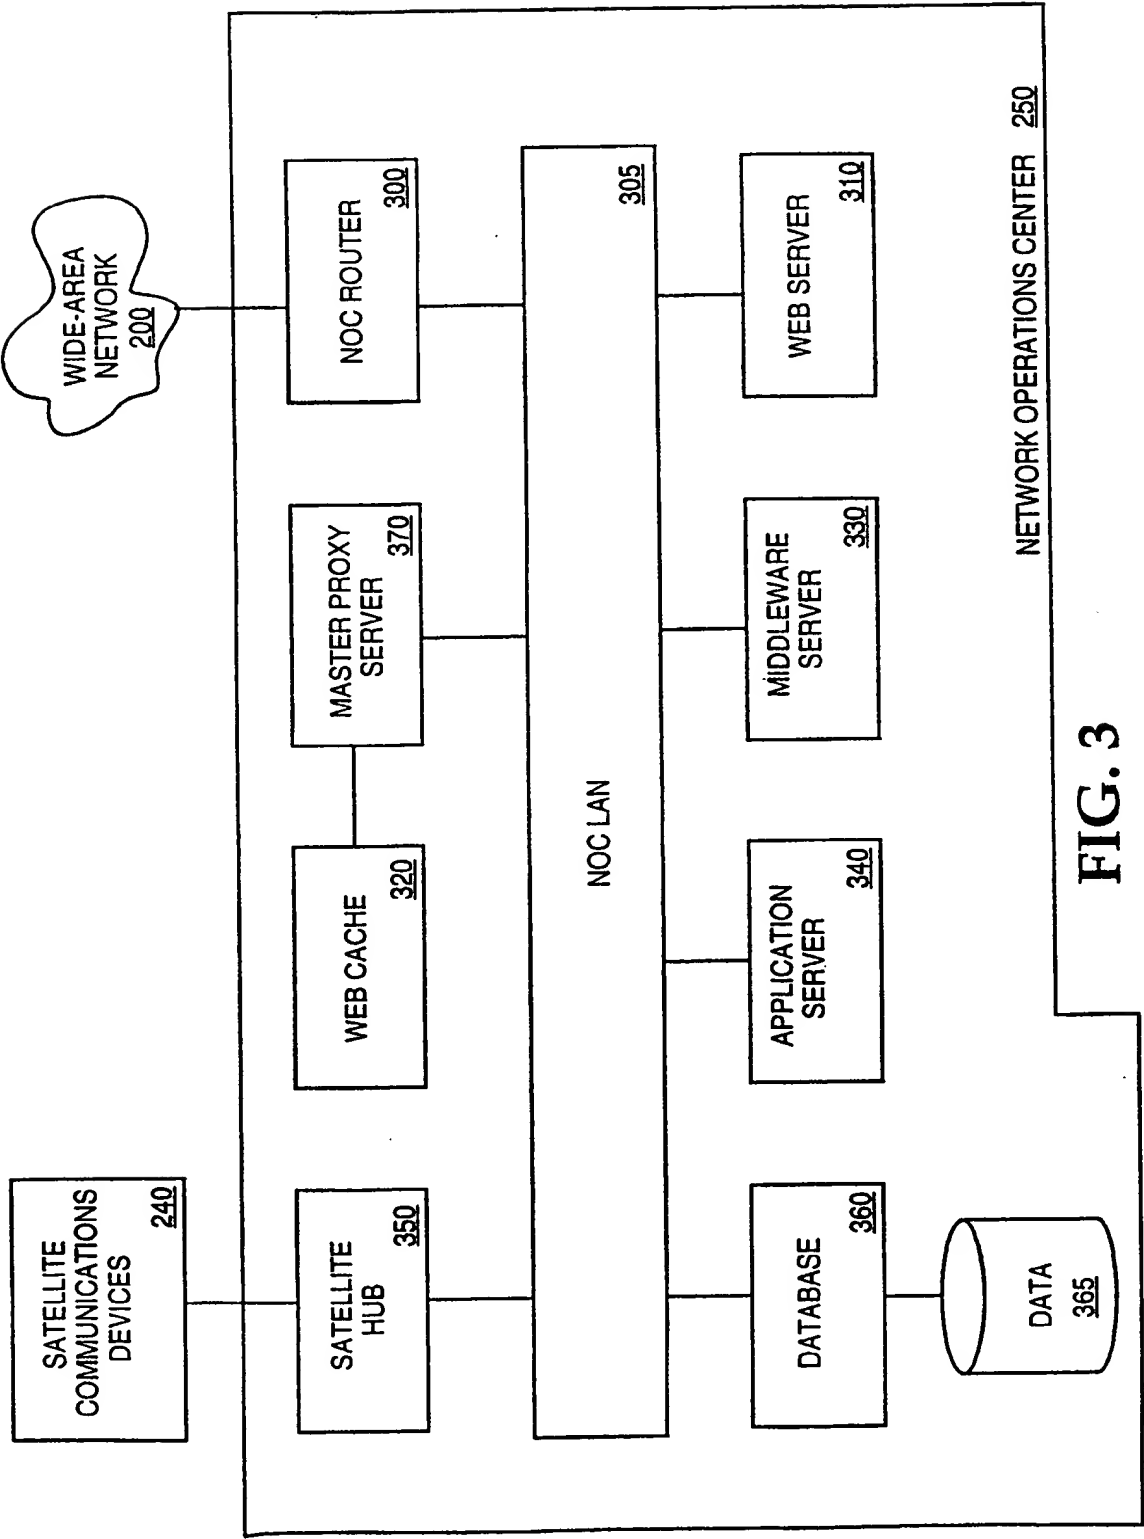 SATELLITE
COMMUNICATIONS
DEVICES
240
WIDE-AREA
NETWORK
200
SATELLITE
HUB
350
WEB CACHE
320
MASTER PROXY
SERVER
370
NOC ROUTER
300
NOC LAN
305
DATABASE
360
APPLICATION
SERVER
340
MIDDLEWARE
SERVER
330
WEB SERVER
310
DATA
365
NETWORK OPERATIONS CENTER 250
FIG. 3